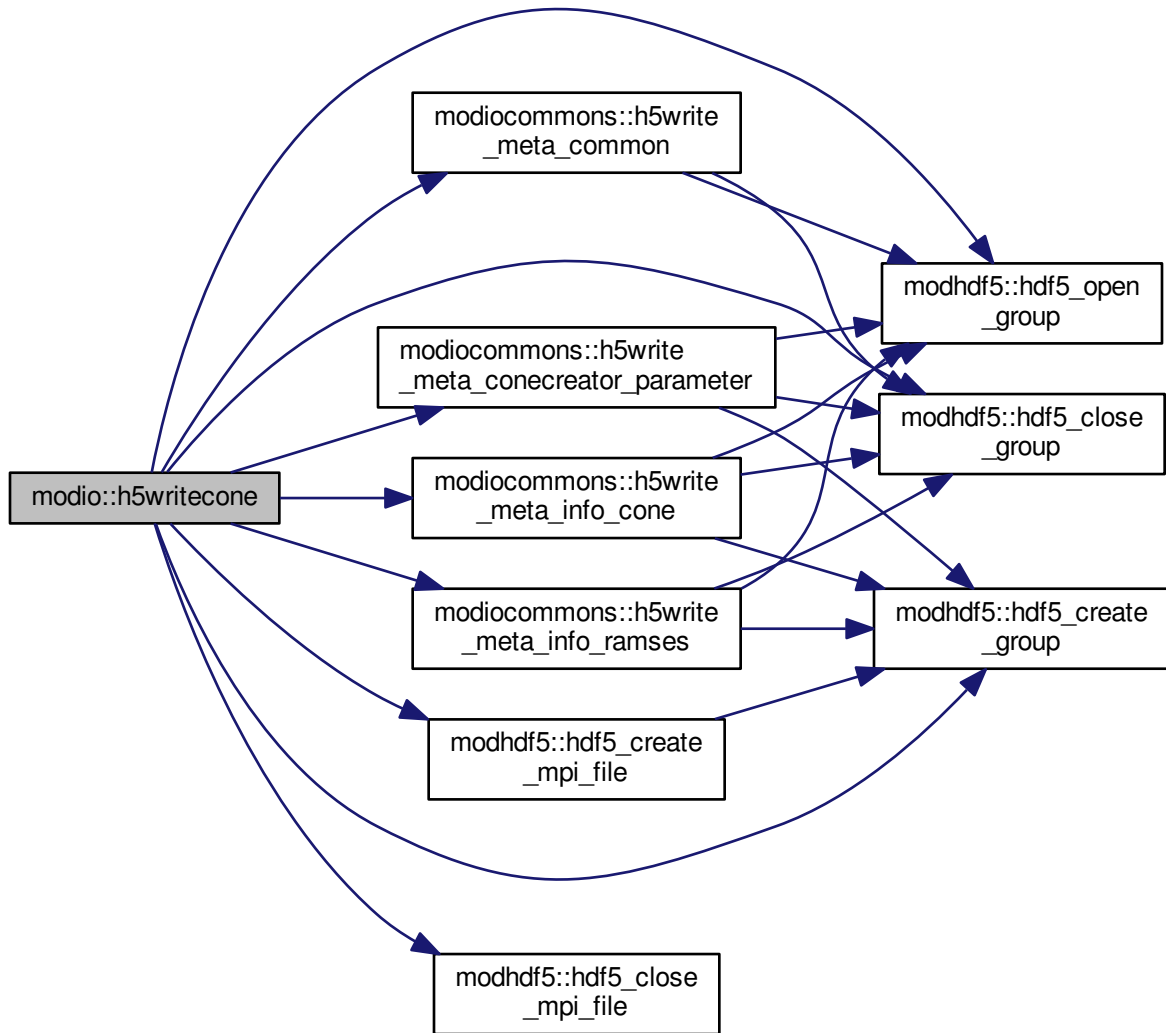 modiocommons::h5write
_meta_common
modhdf5::hdf5_open
_group
modiocommons::h5write
_meta_conecreator_parameter
modhdf5::hdf5_close
_group
modio::h5writecone
modiocommons::h5write
_meta_info_cone
modiocommons::h5write
_meta_info_ramses
modhdf5::hdf5_create
_group
modhdf5::hdf5_create
_mpi_file
modhdf5::hdf5_close
_mpi_file